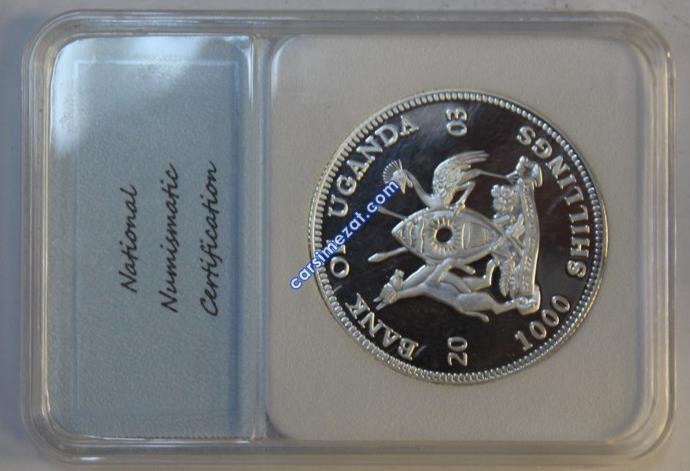 National
Numismatic
Certification
BANK OF UGANDA
20 03
1000 SHILLINGS
carsimezat.com